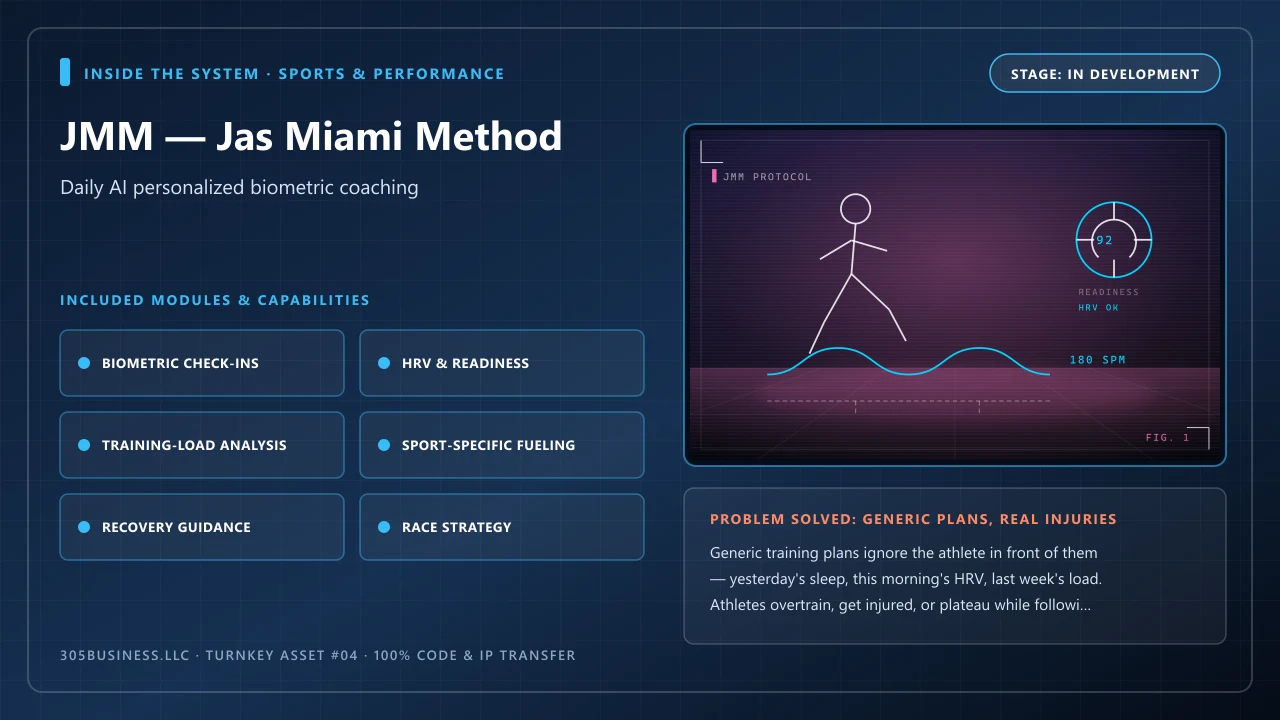 INSIDE THE SYSTEM · SPORTS & PERFORMANCE
STAGE: IN DEVELOPMENT
JMM — Jas Miami Method
Daily AI personalized biometric coaching
JMM PROTOCOL
92
READINESS
HRV OK
180 SPM
FIG. 1
INCLUDED MODULES & CAPABILITIES
BIOMETRIC CHECK-INS
HRV & READINESS
TRAINING-LOAD ANALYSIS
SPORT-SPECIFIC FUELING
RECOVERY GUIDANCE
RACE STRATEGY
PROBLEM SOLVED: GENERIC PLANS, REAL INJURIES
Generic training plans ignore the athlete in front of them
— yesterday's sleep, this morning's HRV, last week's load.
Athletes overtrain, get injured, or plateau while followi...
305BUSINESS.LLC · TURNKEY ASSET #04 · 100% CODE & IP TRANSFER